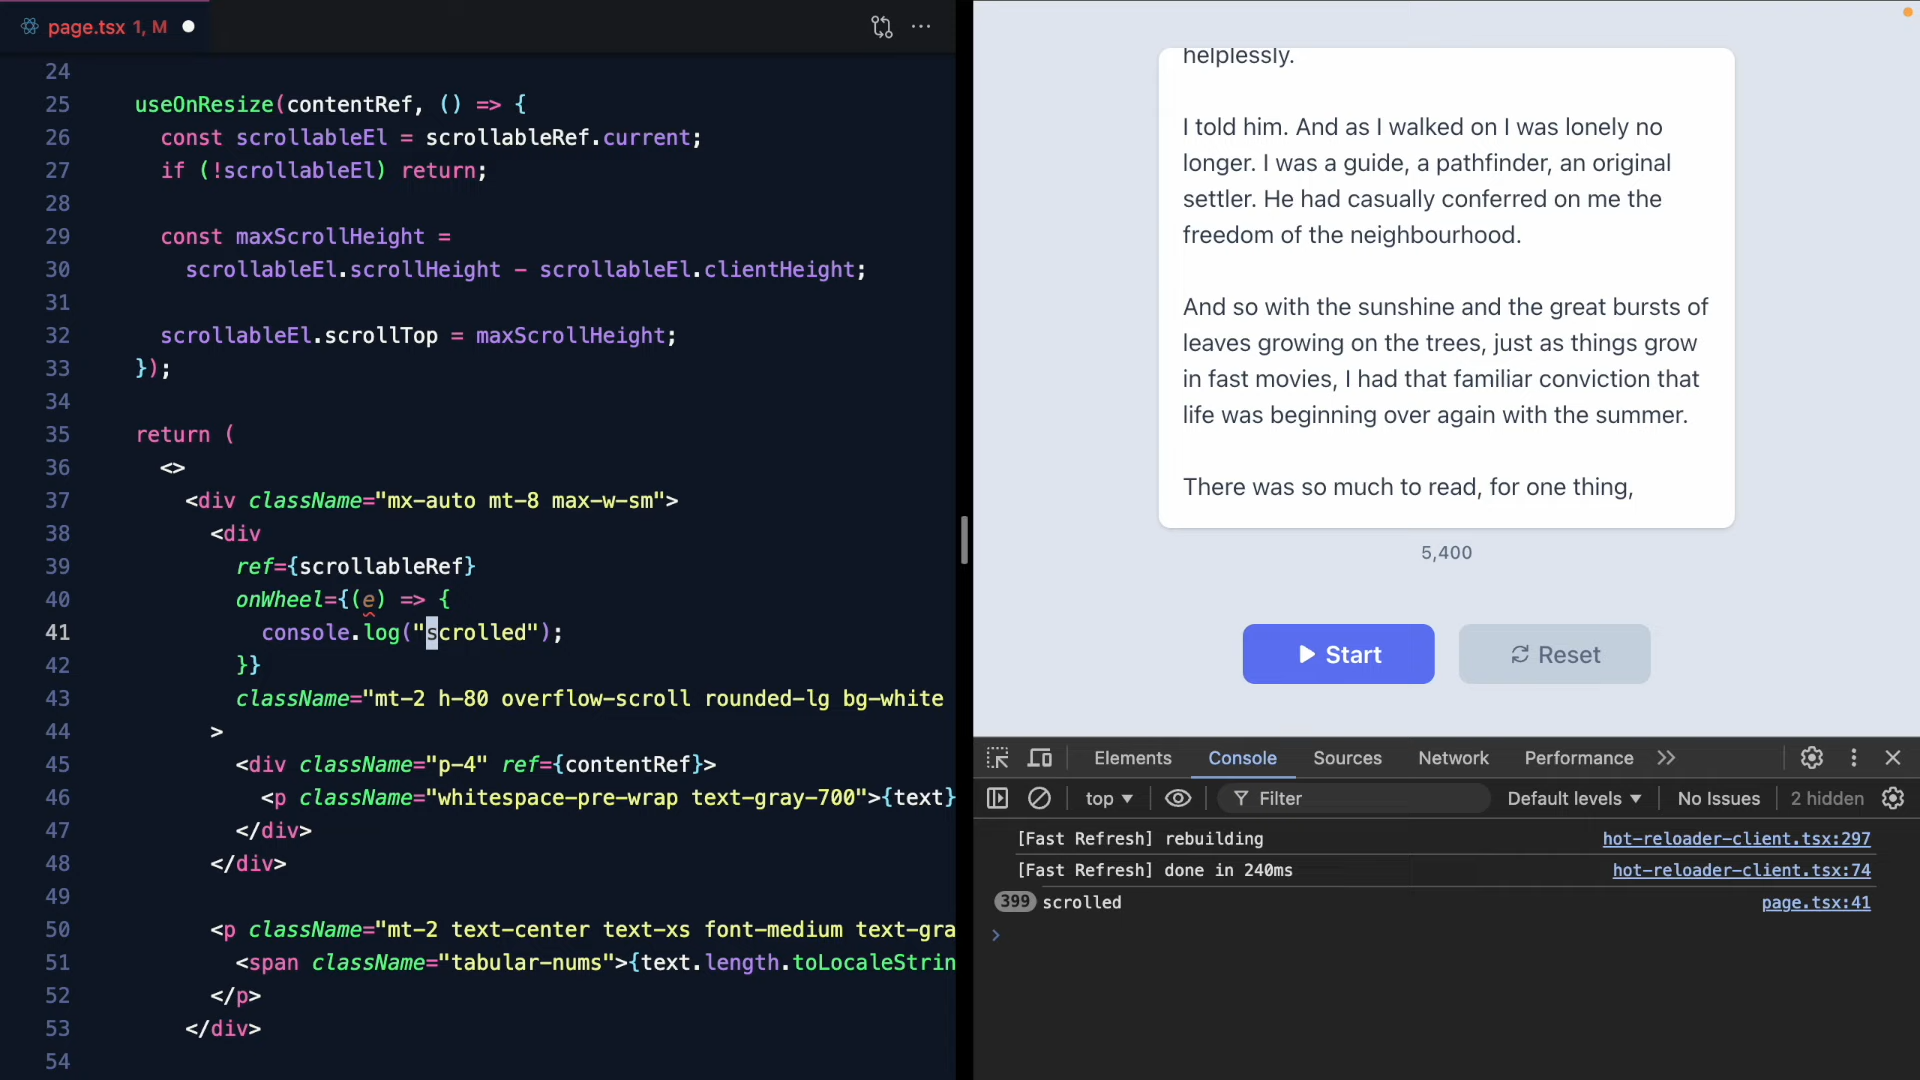 page.tsx 1, M
24
25 useOnResize(contentRef, () => {
26 const scrollableEl = scrollableRef.current;
27 if (!scrollableEl) return;
28
29 const maxScrollHeight =
30 scrollableEl.scrollHeight - scrollableEl.clientHeight;
31
32 scrollableEl.scrollTop = maxScrollHeight;
33 });
34
35 return (
36 <>
37 <div className="mx-auto mt-8 max-w-sm">
38 <div
39 ref={scrollableRef}
40 onWheel={(e) => {
41 console.log("scrolled");
42 }}
43 className="mt-2 h-80 overflow-scroll rounded-lg bg-white
44 >
45 <div className="p-4" ref={contentRef}>
46 <p className="whitespace-pre-wrap text-gray-700">{text}
47 </div>
48 </div>
49
50 <p className="mt-2 text-center text-xs font-medium text-gra
51 <span className="tabular-nums">{text.length.toLocaleStrin
52 </p>
53 </div>
54
helplessly.
I told him. And as I walked on I was lonely no
longer. I was a guide, a pathfinder, an original
settler. He had casually conferred on me the
freedom of the neighbourhood.
And so with the sunshine and the great bursts of
leaves growing on the trees, just as things grow
in fast movies, I had that familiar conviction that
life was beginning over again with the summer.
There was so much to read, for one thing,
5,400
Start Reset
Elements Console Sources Network Performance
top Filter Default levels No Issues 2 hidden
[Fast Refresh] rebuilding hot-reloader-client.tsx:297
[Fast Refresh] done in 240ms hot-reloader-client.tsx:74
399 scrolled page.tsx:41